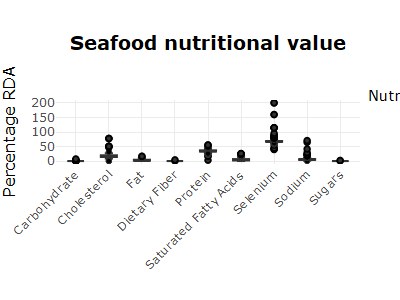 Seafood nutritional value
Percentage RDA
200
150
100
50
0
Nutr
Carbohydrate
Cholesterol
Fat
Dietary Fiber
Protein
Saturated Fatty Acids
Selenium
Sodium
Sugars